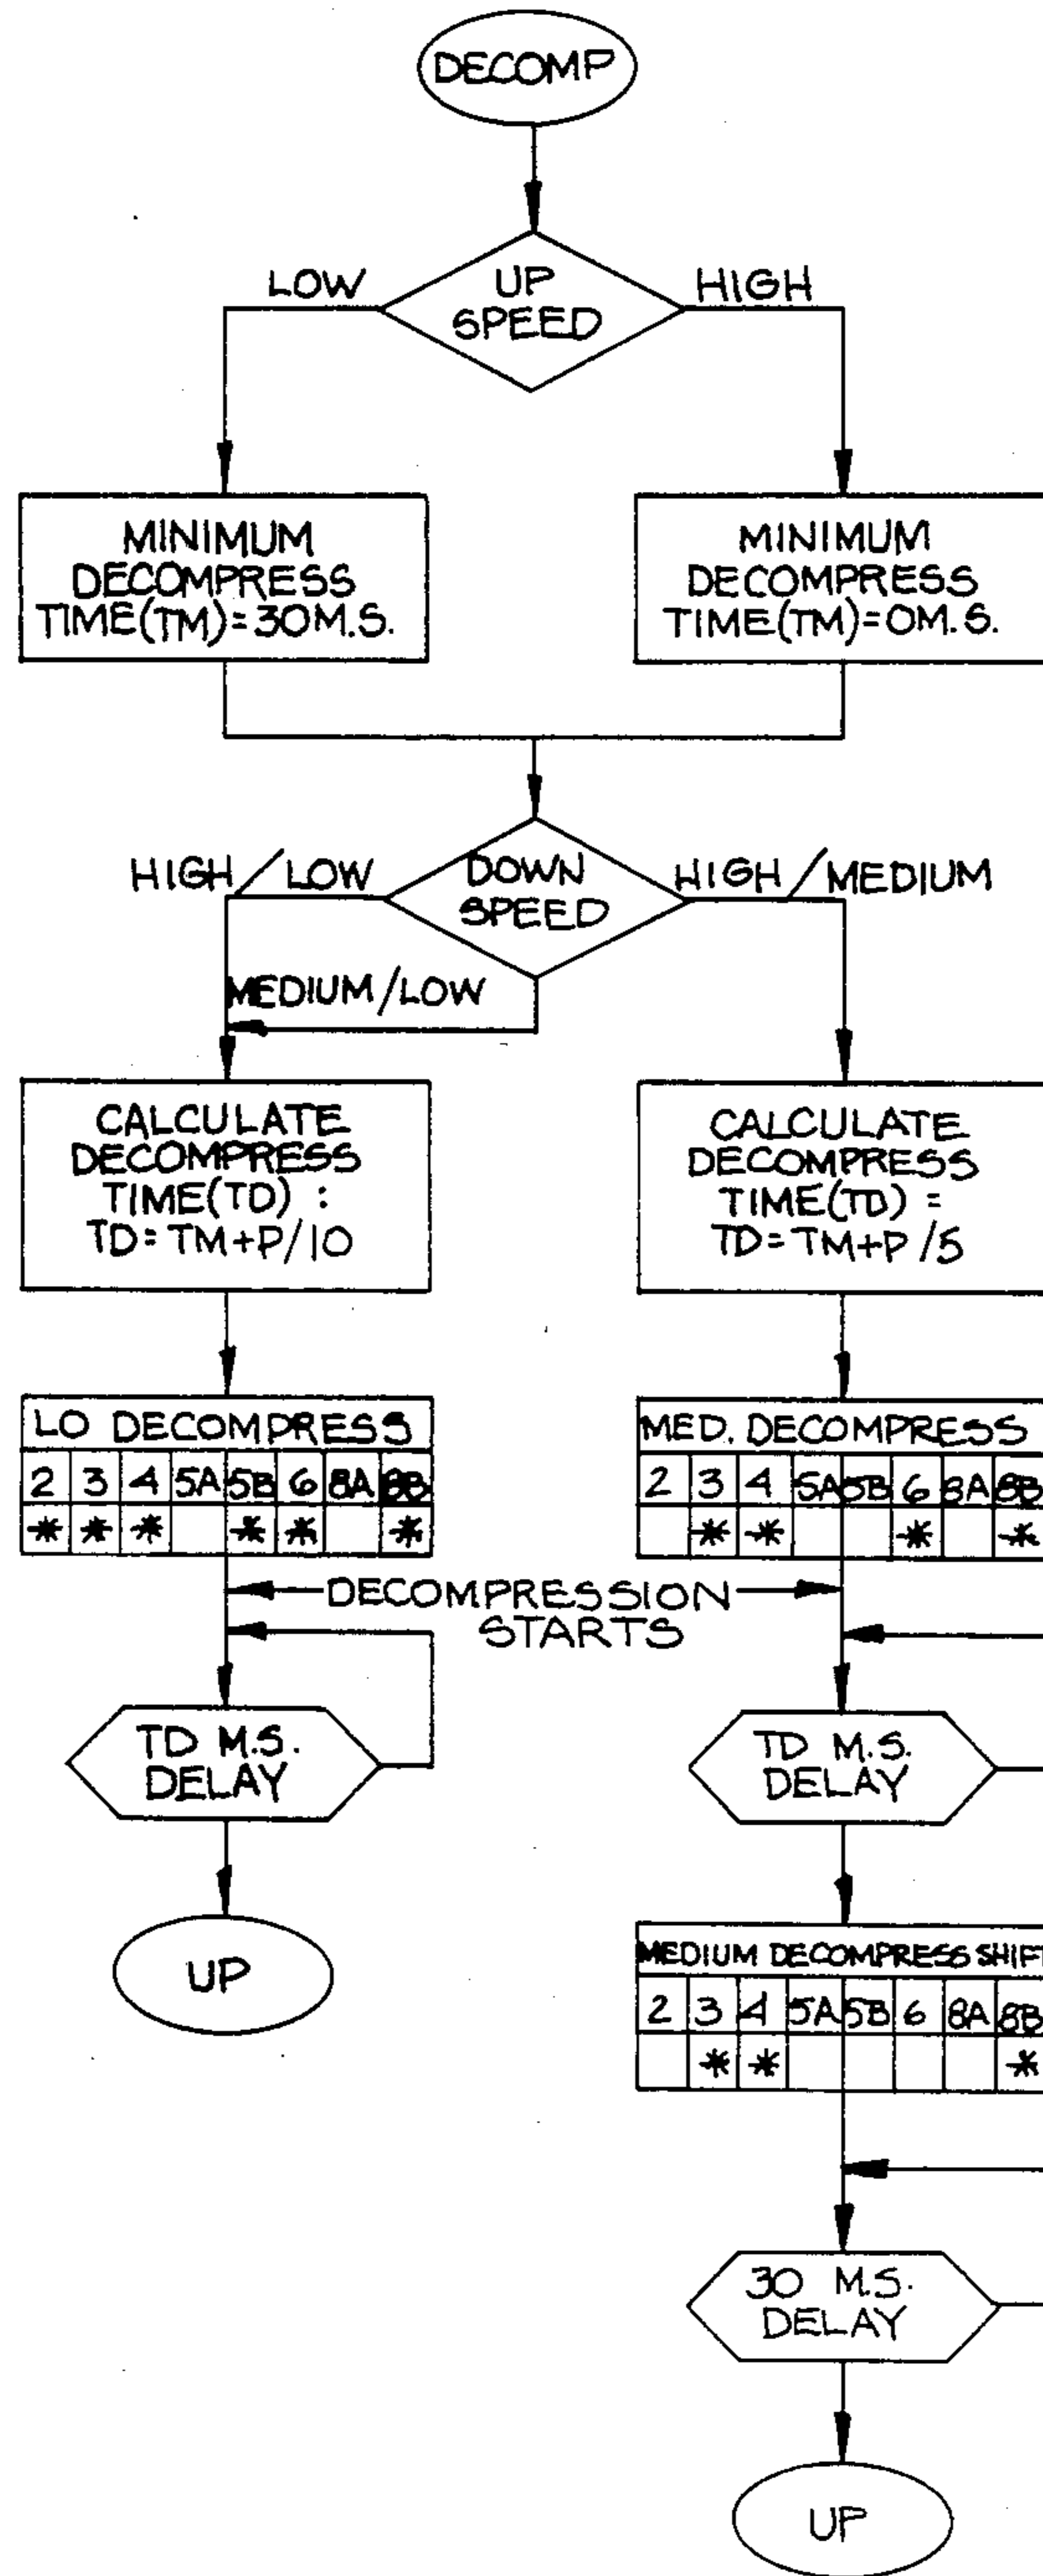 DECOMP
LOW
UP
SPEED
HIGH
MINIMUM
DECOMPRESS
TIME(TM)=30M.S.
MINIMUM
DECOMPRESS
TIME(TM)=0M.S.
HIGH/LOW
DOWN
SPEED
HIGH/MEDIUM
MEDIUM/LOW
CALCULATE
DECOMPRESS
TIME(TD) :
TD=TM+P/10
CALCULATE
DECOMPRESS
TIME(TD) =
TD=TM+P/5
LO DECOMPRESS
2 3 4 5A 5B 6 8A 8B
* * * * * *
MED. DECOMPRESS
2 3 4 5A 5B 6 8A 8B
* * * *
DECOMPRESSION
STARTS
TD M.S.
DELAY
TD M.S.
DELAY
UP
MEDIUM DECOMPRESS SHIFT
2 3 4 5A 5B 6 8A 8B
* * *
30 M.S.
DELAY
UP